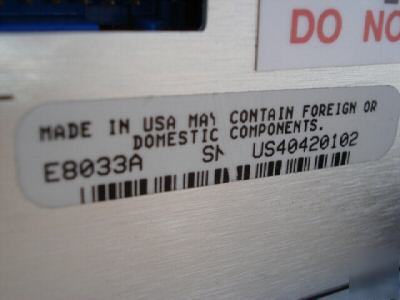 DO NO
MADE IN USA MAY CONTAIN FOREIGN OR
DOMESTIC COMPONENTS.
E8033A SN US40420102